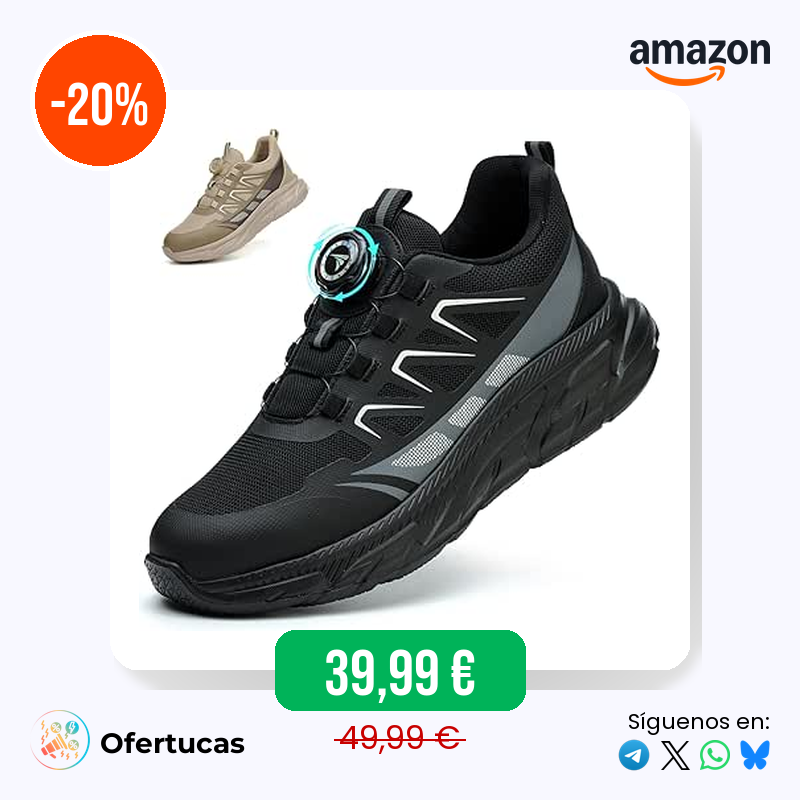 -20%
amazon
39,99 €
49,99 €
Ofertucas
Síguenos en: